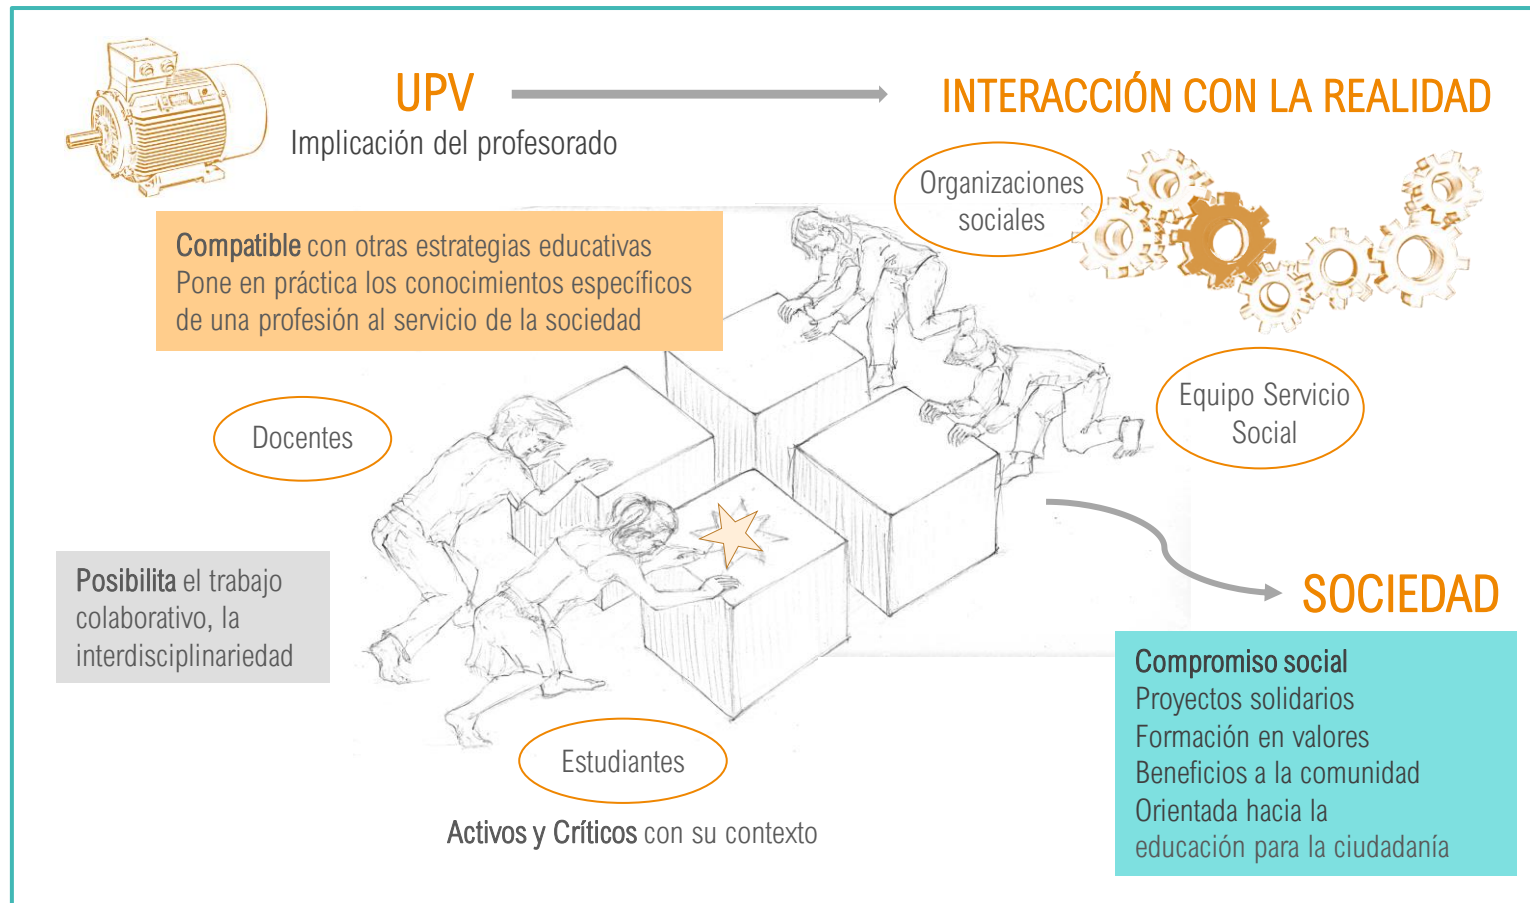 UPV
Implicación del profesorado
INTERACCIÓN CON LA REALIDAD
Organizaciones
sociales
Compatible con otras estrategias educativas
Pone en práctica los conocimientos específicos
de una profesión al servicio de la sociedad
Equipo Servicio
Social
Docentes
Posibilita el trabajo
colaborativo, la
interdisciplinariedad
SOCIEDAD
Compromiso social
Proyectos solidarios
Formación en valores
Beneficios a la comunidad
Orientada hacia la
educación para la ciudadanía
Estudiantes
Activos y Críticos con su contexto